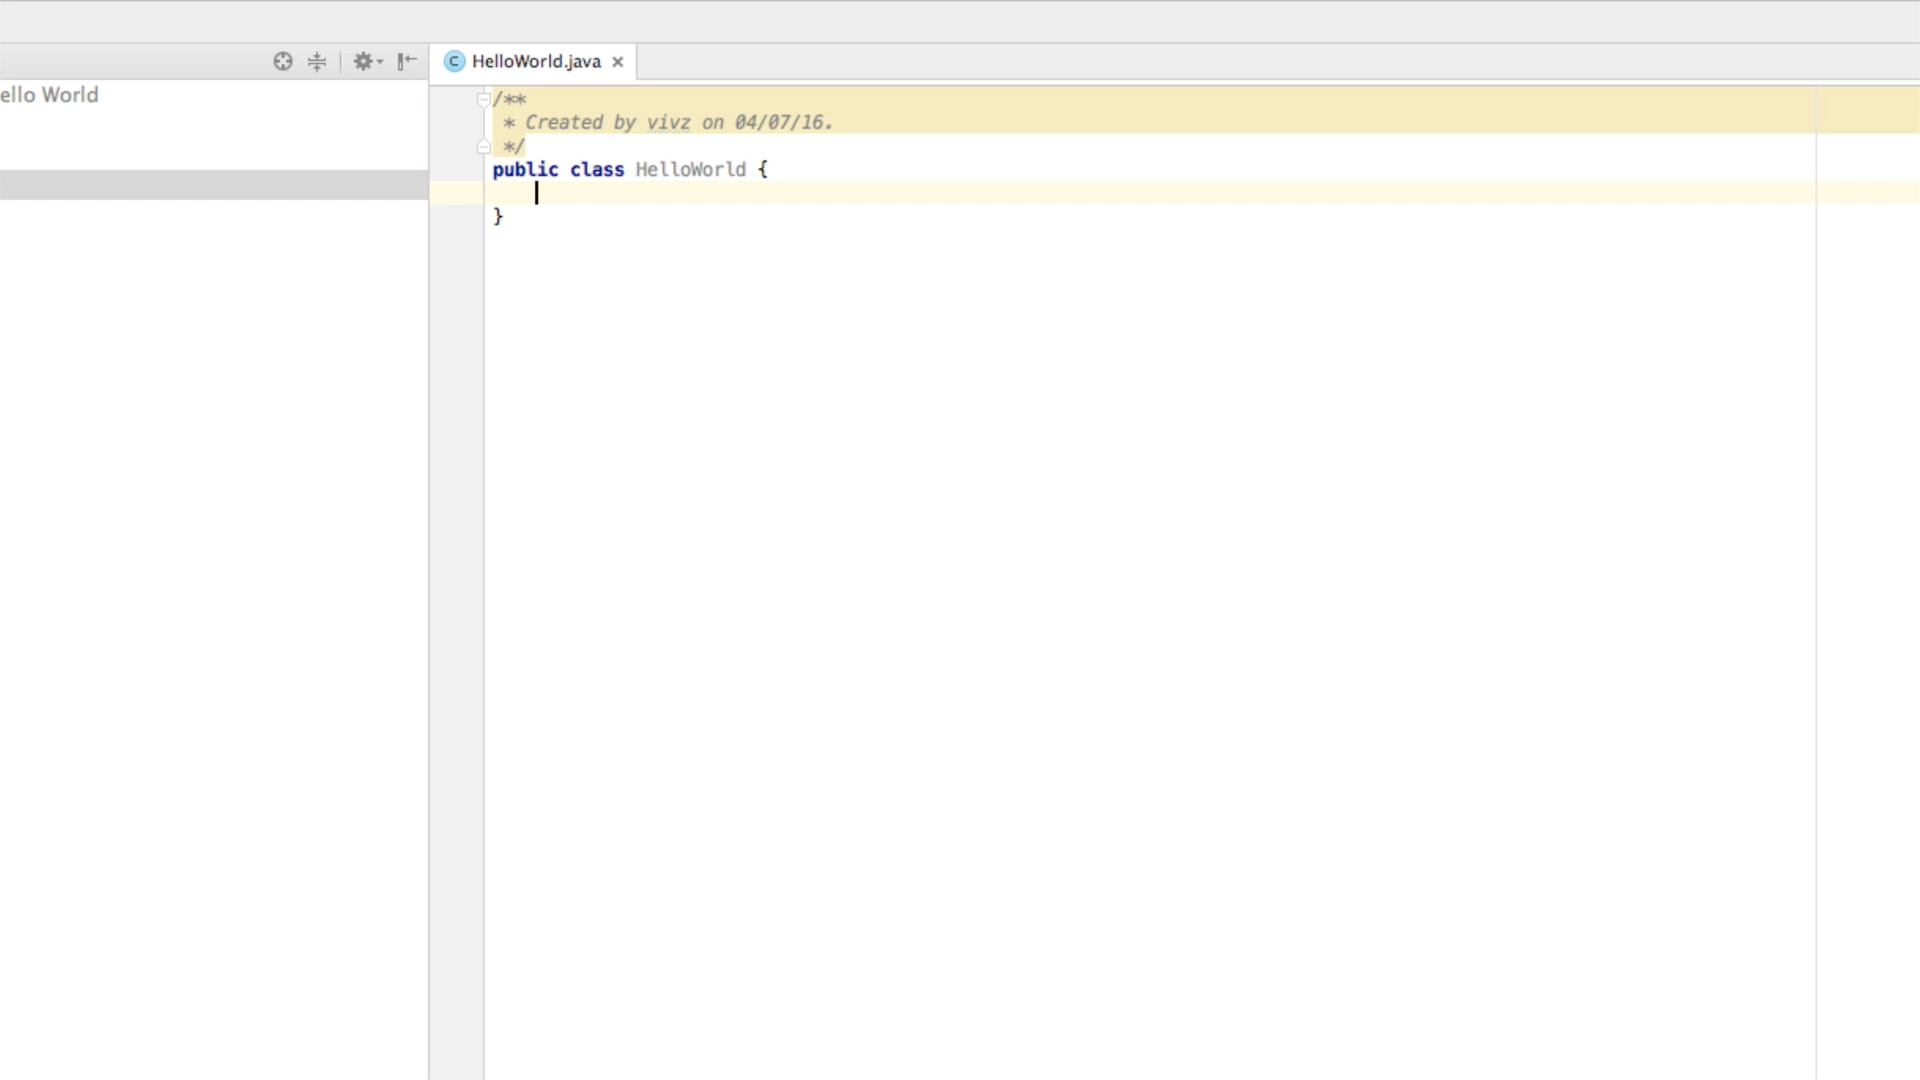 HelloWorld.java
ello World
/**
* Created by vivz on 04/07/16.
*/
public class HelloWorld {
}